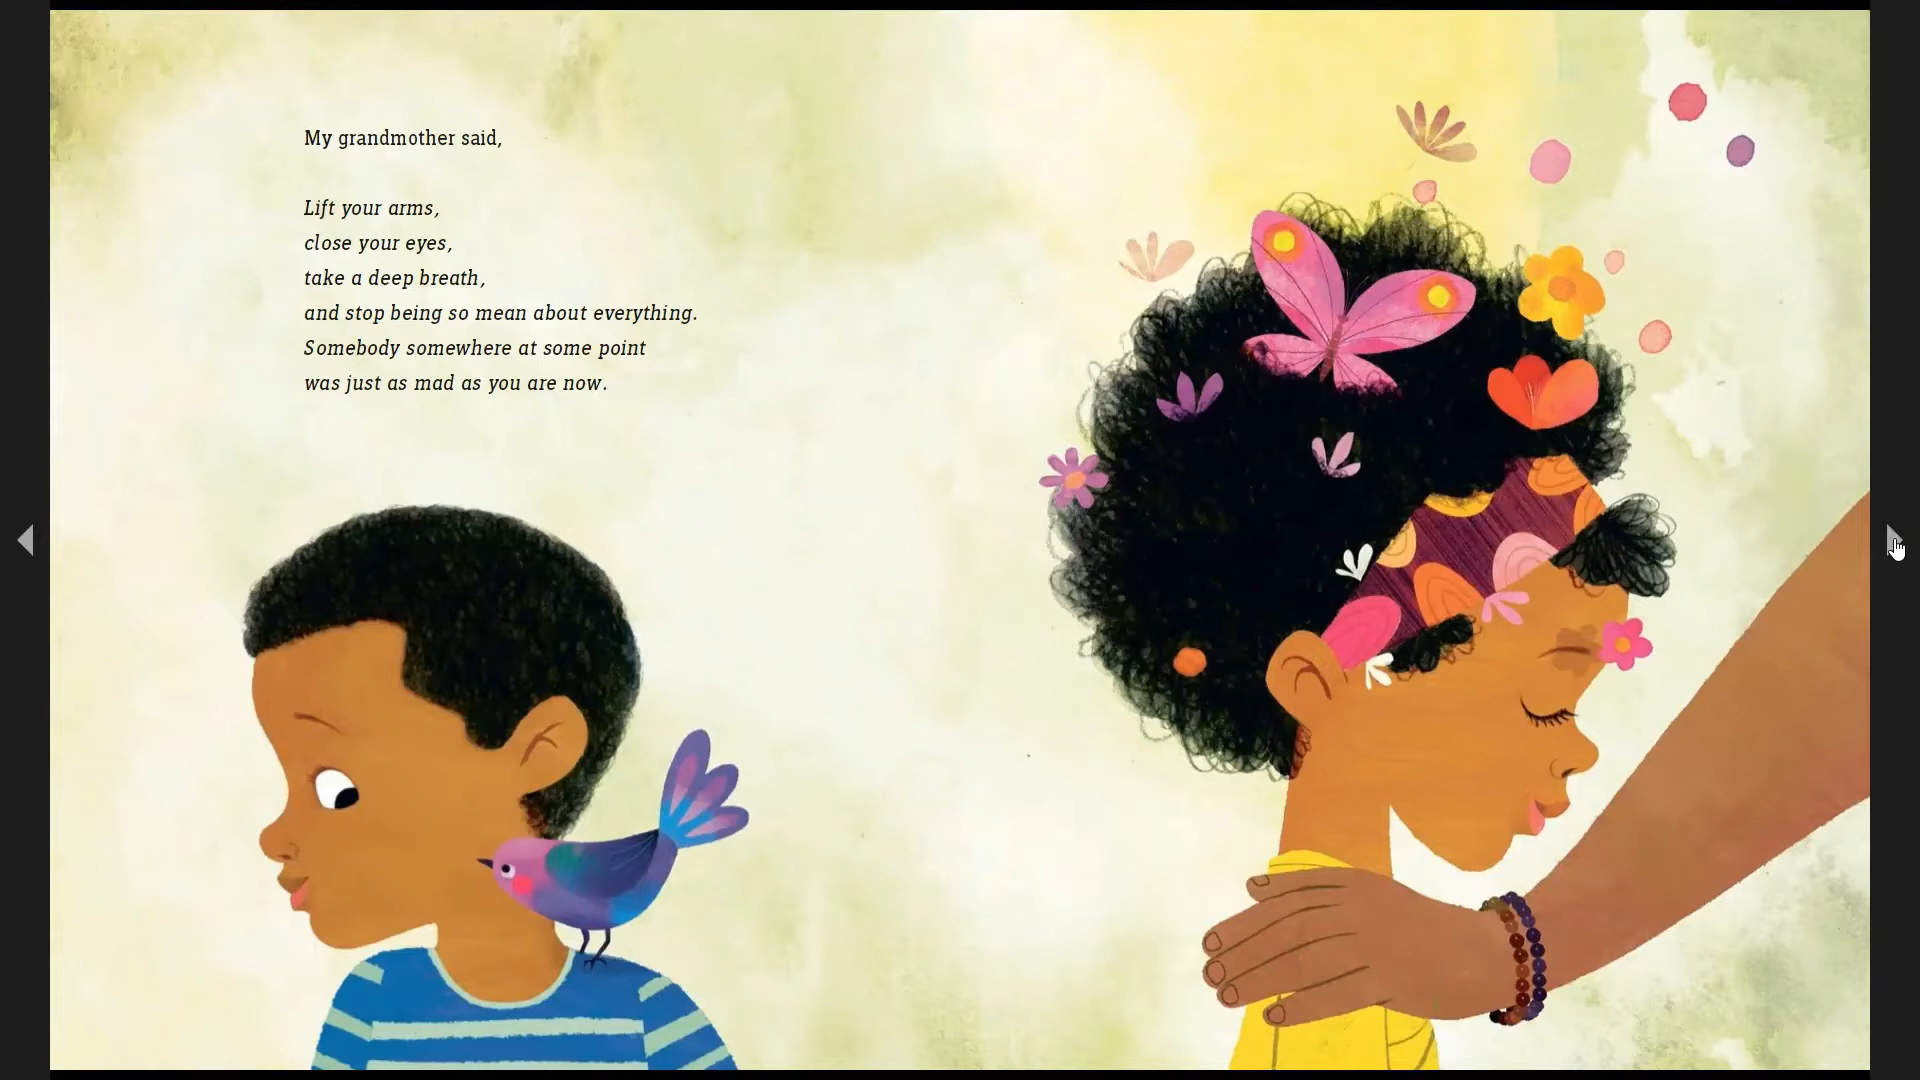 My grandmother said,
Lift your arms,
close your eyes,
take a deep breath,
and stop being so mean about everything.
Somebody somewhere at some point
was just as mad as you are now.